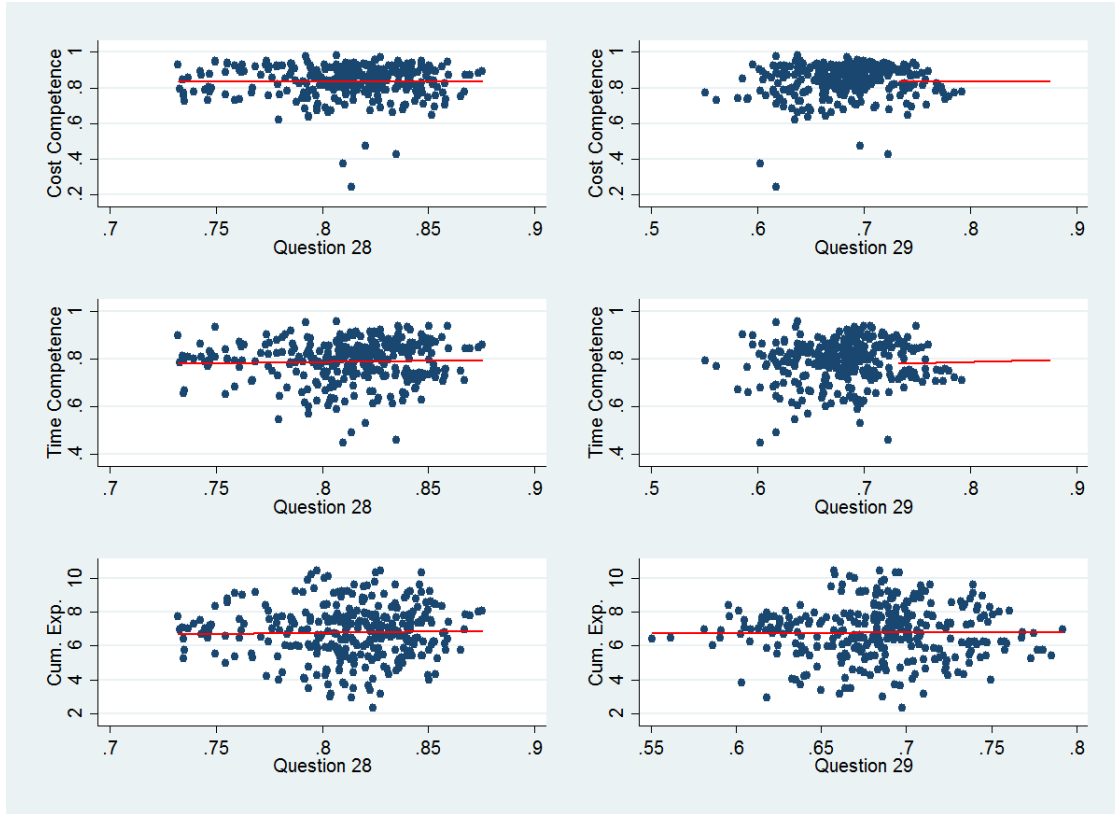 Cost Competence
1
.8
.6
.4
.2
.7 .75 .8 .85 .9
Question 28
Cost Competence
1
.8
.6
.4
.2
.5 .6 .7 .8 .9
Question 29
Time Competence
1
.8
.6
.4
.7 .75 .8 .85 .9
Question 28
Time Competence
1
.8
.6
.4
.5 .6 .7 .8 .9
Question 29
Cum. Exp.
10
8
6
4
2
.7 .75 .8 .85 .9
Question 28
Cum. Exp.
10
8
6
4
2
.55 .6 .65 .7 .75 .8
Question 29